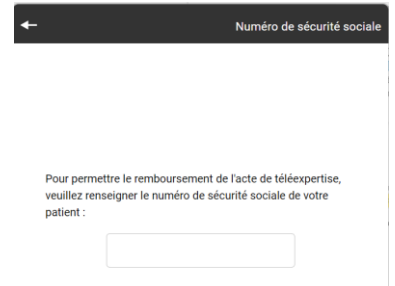 Numéro de sécurité sociale
Pour permettre le remboursement de l'acte de téléexpertise,
veuillez renseigner le numéro de sécurité sociale de votre
patient :